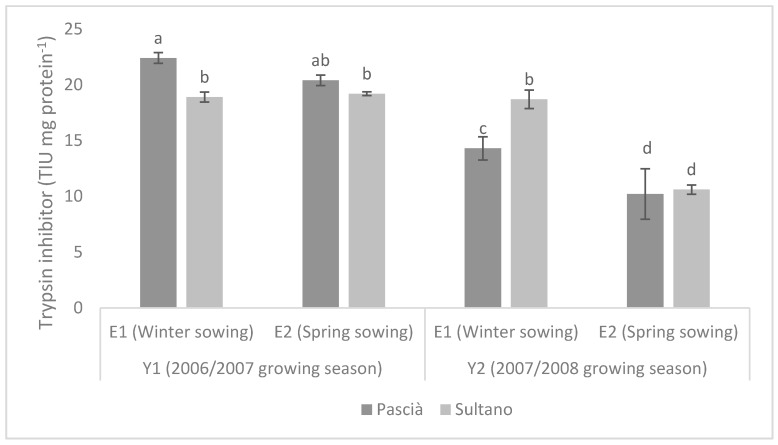 Trypsin inhibitor (TIU mg protein⁻¹)
25
20
15
10
5
0
a
b
ab
b
c
b
d
d
E1 (Winter sowing) E2 (Spring sowing) E1 (Winter sowing) E2 (Spring sowing)
Y1 (2006/2007 growing season) Y2 (2007/2008 growing season)
Pascià Sultano